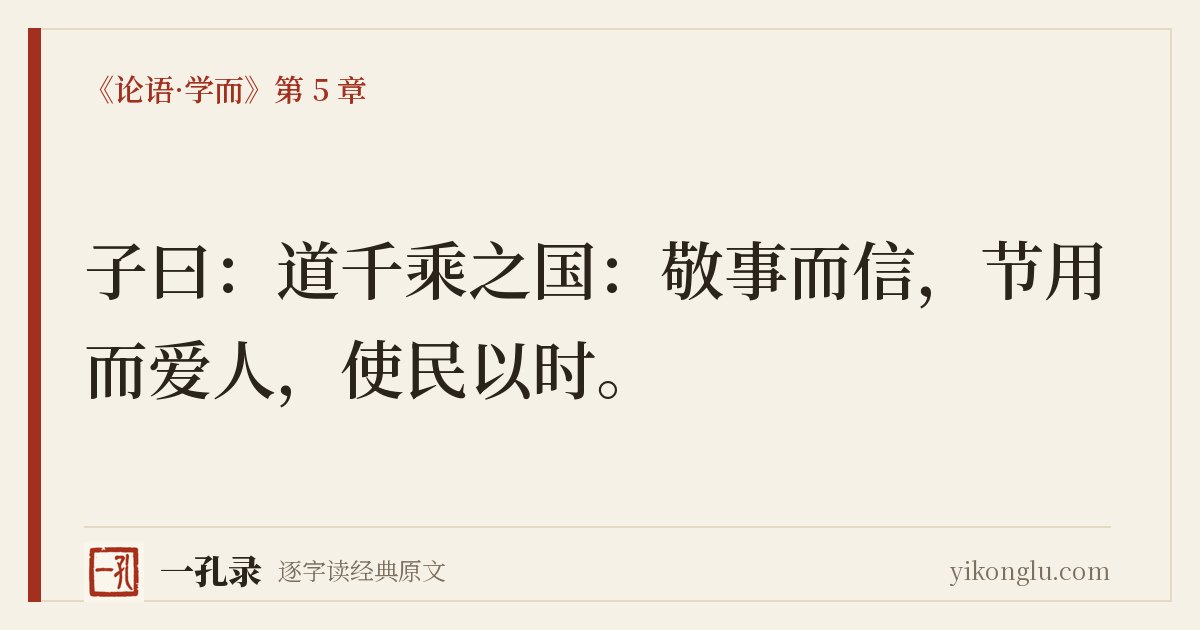 《论语·学而》第 5 章
子曰：道千乘之国：敬事而信，节用
而爱人，使民以时。
一孔
一孔录 逐字读经典原文 yikonglu.com